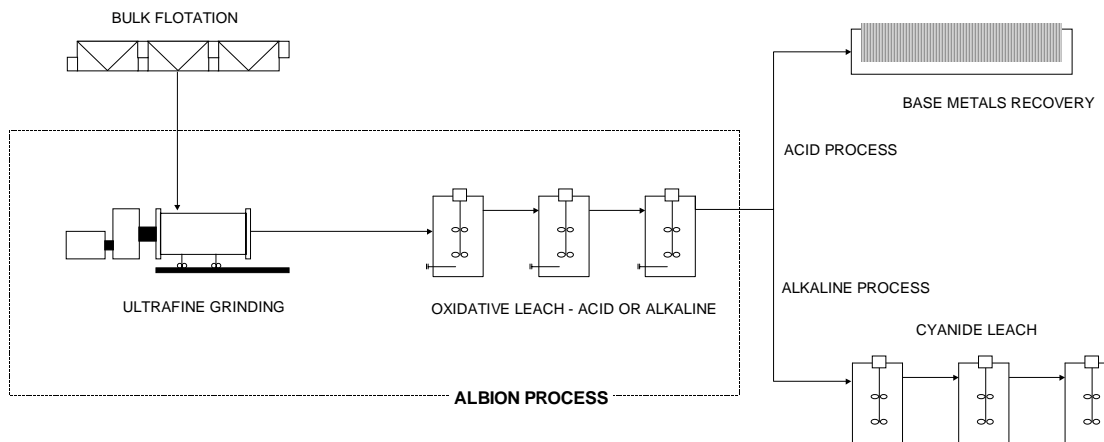 BULK FLOTATION
BASE METALS RECOVERY
ACID PROCESS
ULTRAFINE GRINDING
OXIDATIVE LEACH - ACID OR ALKALINE
ALKALINE PROCESS
CYANIDE LEACH
ALBION PROCESS